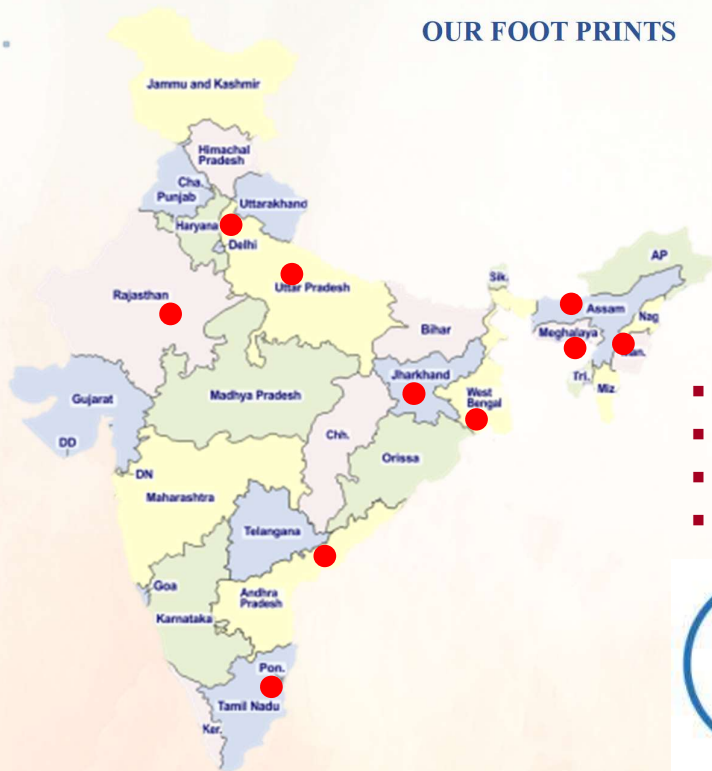 OUR FOOT PRINTS
Jammu and Kashmir
Himachal
Pradesh
Cha.
Punjab
Uttarakhand
Haryana
Delhi
AP
Sik.
Rajasthan
Uttar Pradesh
Assam
Nag
Bihar
Meghalaya
Jharkhand
Tri.
Miz
Gujarat
Madhya Pradesh
West
Bengal
Chh.
DD
Orissa
DN
Maharashtra
Telangana
Goa
Andhra
Pradesh
Karnataka
Pon.
Tamil Nadu
Ker.